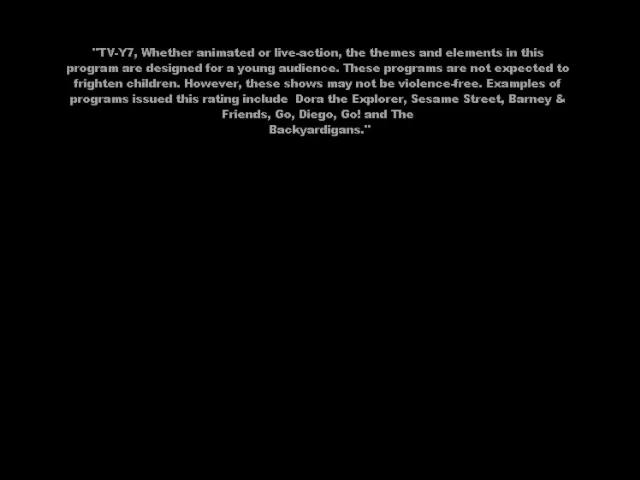 "TV-Y7, Whether animated or live-action, the themes and elements in this
program are designed for a young audience. These programs are not expected to
frighten children. However, these shows may not be violence-free. Examples of
programs issued this rating include  Dora the Explorer, Sesame Street, Barney &
Friends, Go, Diego, Go! and The
Backyardigans."